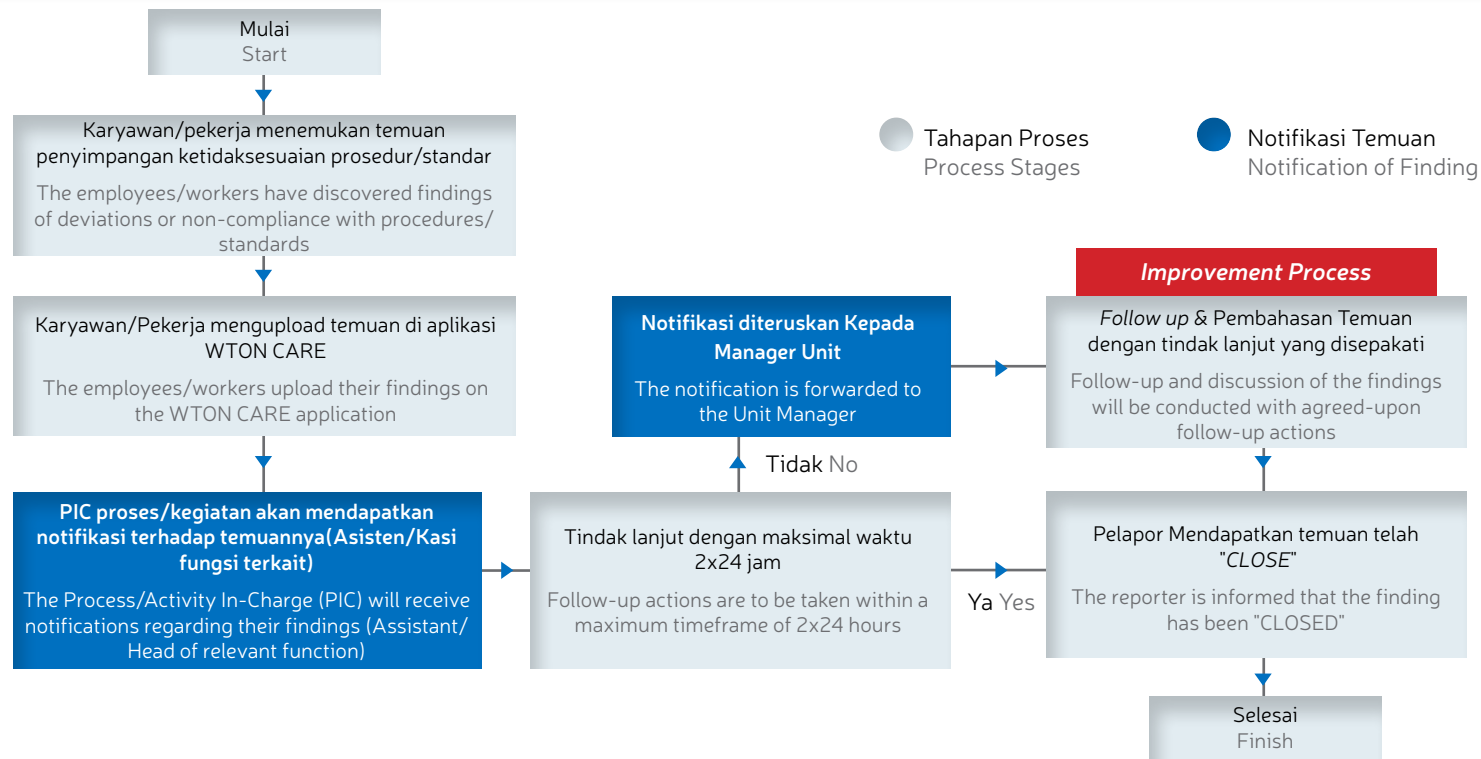 Mulai
Start
Karyawan/pekerja menemukan temuan
penyimpangan ketidaksesuaian prosedur/standar
The employees/workers have discovered findings
of deviations or non-compliance with procedures/
standards
Karyawan/Pekerja mengupload temuan di aplikasi
WTON CARE
The employees/workers upload their findings on
the WTON CARE application
PIC proses/kegiatan akan mendapatkan
notifikasi terhadap temuannya(Asisten/Kasi
fungsi terkait)
The Process/Activity In-Charge (PIC) will receive
notifications regarding their findings (Assistant/
Head of relevant function)
Tindak lanjut dengan maksimal waktu
2x24 jam
Follow-up actions are to be taken within a
maximum timeframe of 2x24 hours
Tidak No
Notifikasi diteruskan Kepada
Manager Unit
The notification is forwarded to
the Unit Manager
Ya Yes
Tahapan Proses
Process Stages
Notifikasi Temuan
Notification of Finding
Improvement Process
Follow up & Pembahasan Temuan
dengan tindak lanjut yang disepakati
Follow-up and discussion of the findings
will be conducted with agreed-upon
follow-up actions
Pelapor Mendapatkan temuan telah
"CLOSE"
The reporter is informed that the finding
has been "CLOSED"
Selesai
Finish